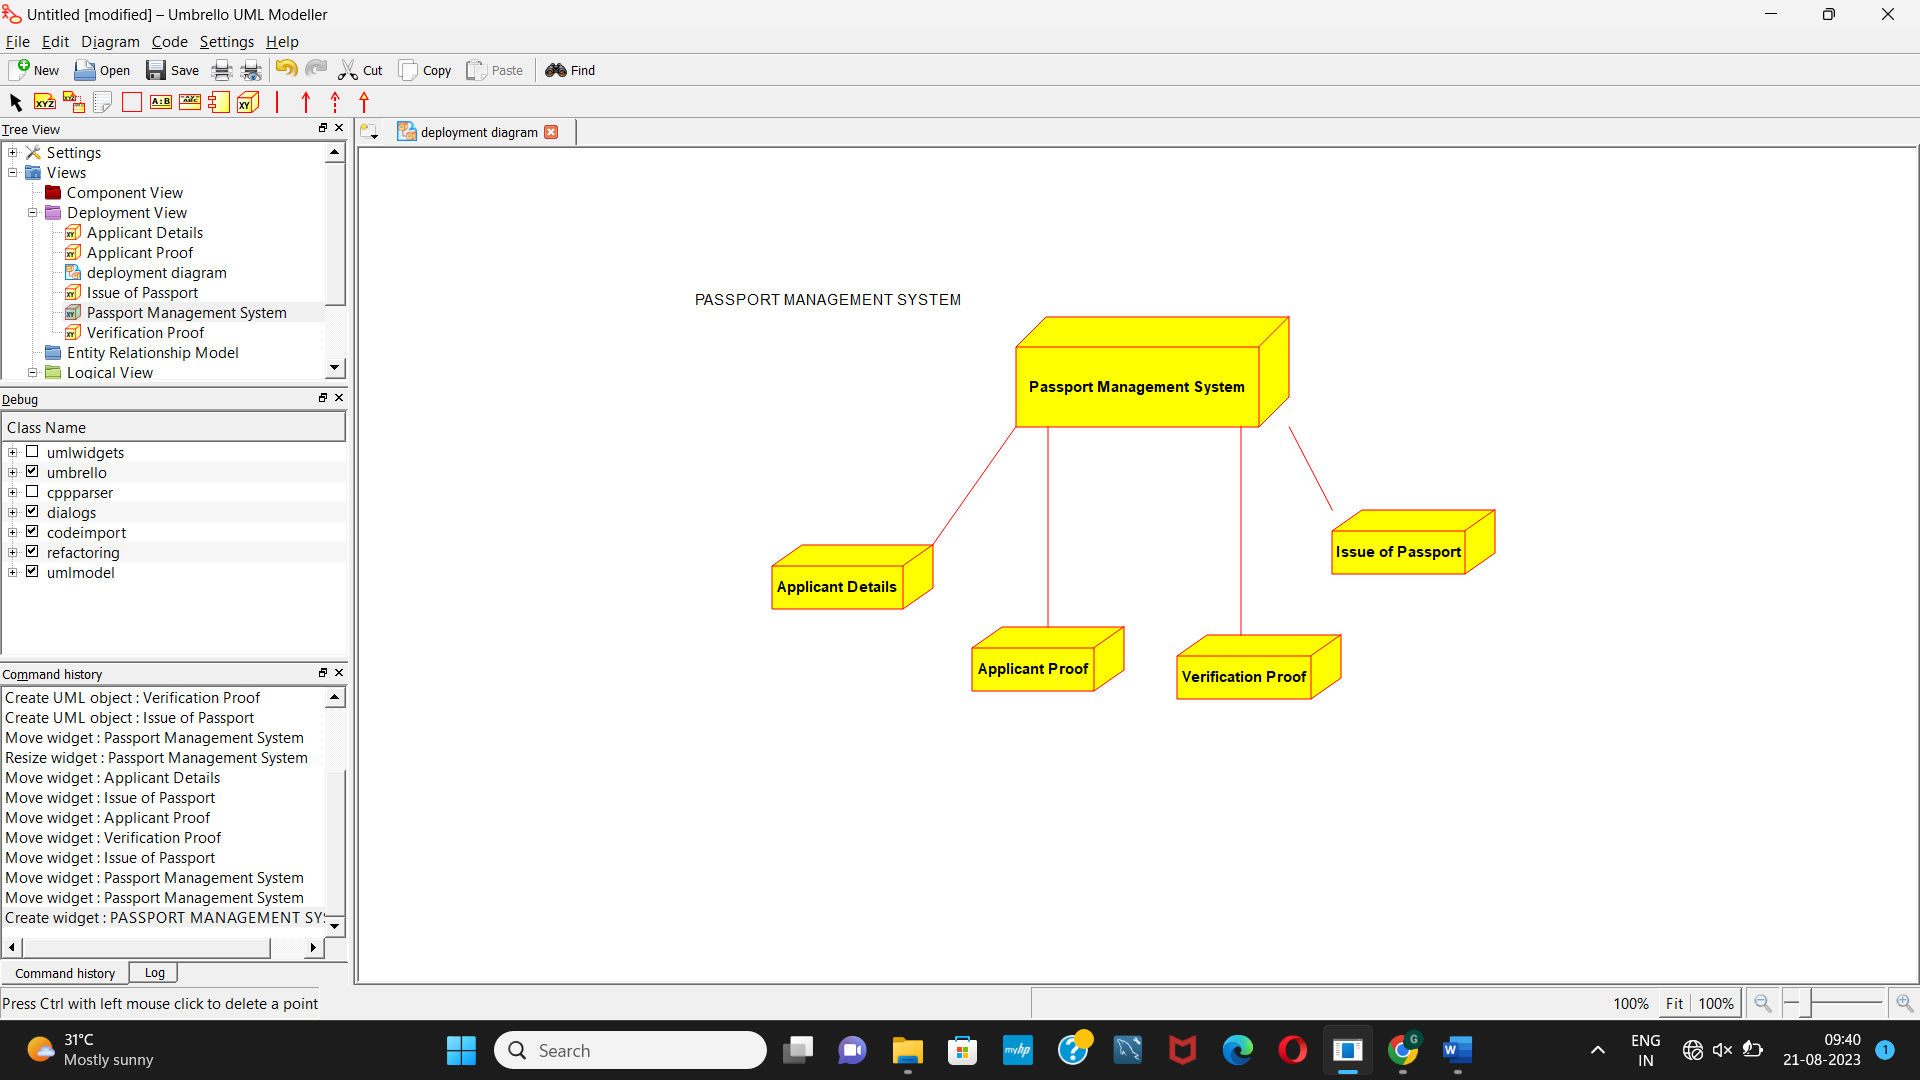 Untitled [modified] – Umbrello UML Modeller
File Edit Diagram Code Settings Help
New Open Save Cut Copy Paste Find
XYZ XYZ A:B ABC XY
Tree View
deployment diagram
Settings
Views
Component View
Deployment View
Applicant Details
Applicant Proof
deployment diagram
Issue of Passport
Passport Management System
Verification Proof
Entity Relationship Model
Logical View
Debug
Class Name
umlwidgets
umbrello
cppparser
dialogs
codeimport
refactoring
umlmodel
Command history
Create UML object : Verification Proof
Create UML object : Issue of Passport
Move widget : Passport Management System
Resize widget : Passport Management System
Move widget : Applicant Details
Move widget : Issue of Passport
Move widget : Applicant Proof
Move widget : Verification Proof
Move widget : Issue of Passport
Move widget : Passport Management System
Move widget : Passport Management System
Create widget : PASSPORT MANAGEMENT SY
Command history Log
PASSPORT MANAGEMENT SYSTEM
Passport Management System
Applicant Details
Applicant Proof
Verification Proof
Issue of Passport
Press Ctrl with left mouse click to delete a point
100% Fit 100%
31°C
Mostly sunny
Search
myhp
G
W
ENG
IN
09:40
21-08-2023
1